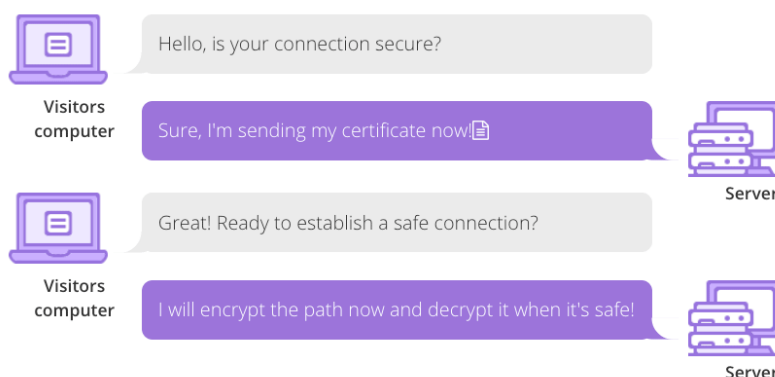 Hello, is your connection secure?
Visitors
computer
Sure, I'm sending my certificate now!
Server
Great! Ready to establish a safe connection?
Visitors
computer
I will encrypt the path now and decrypt it when it's safe!
Server